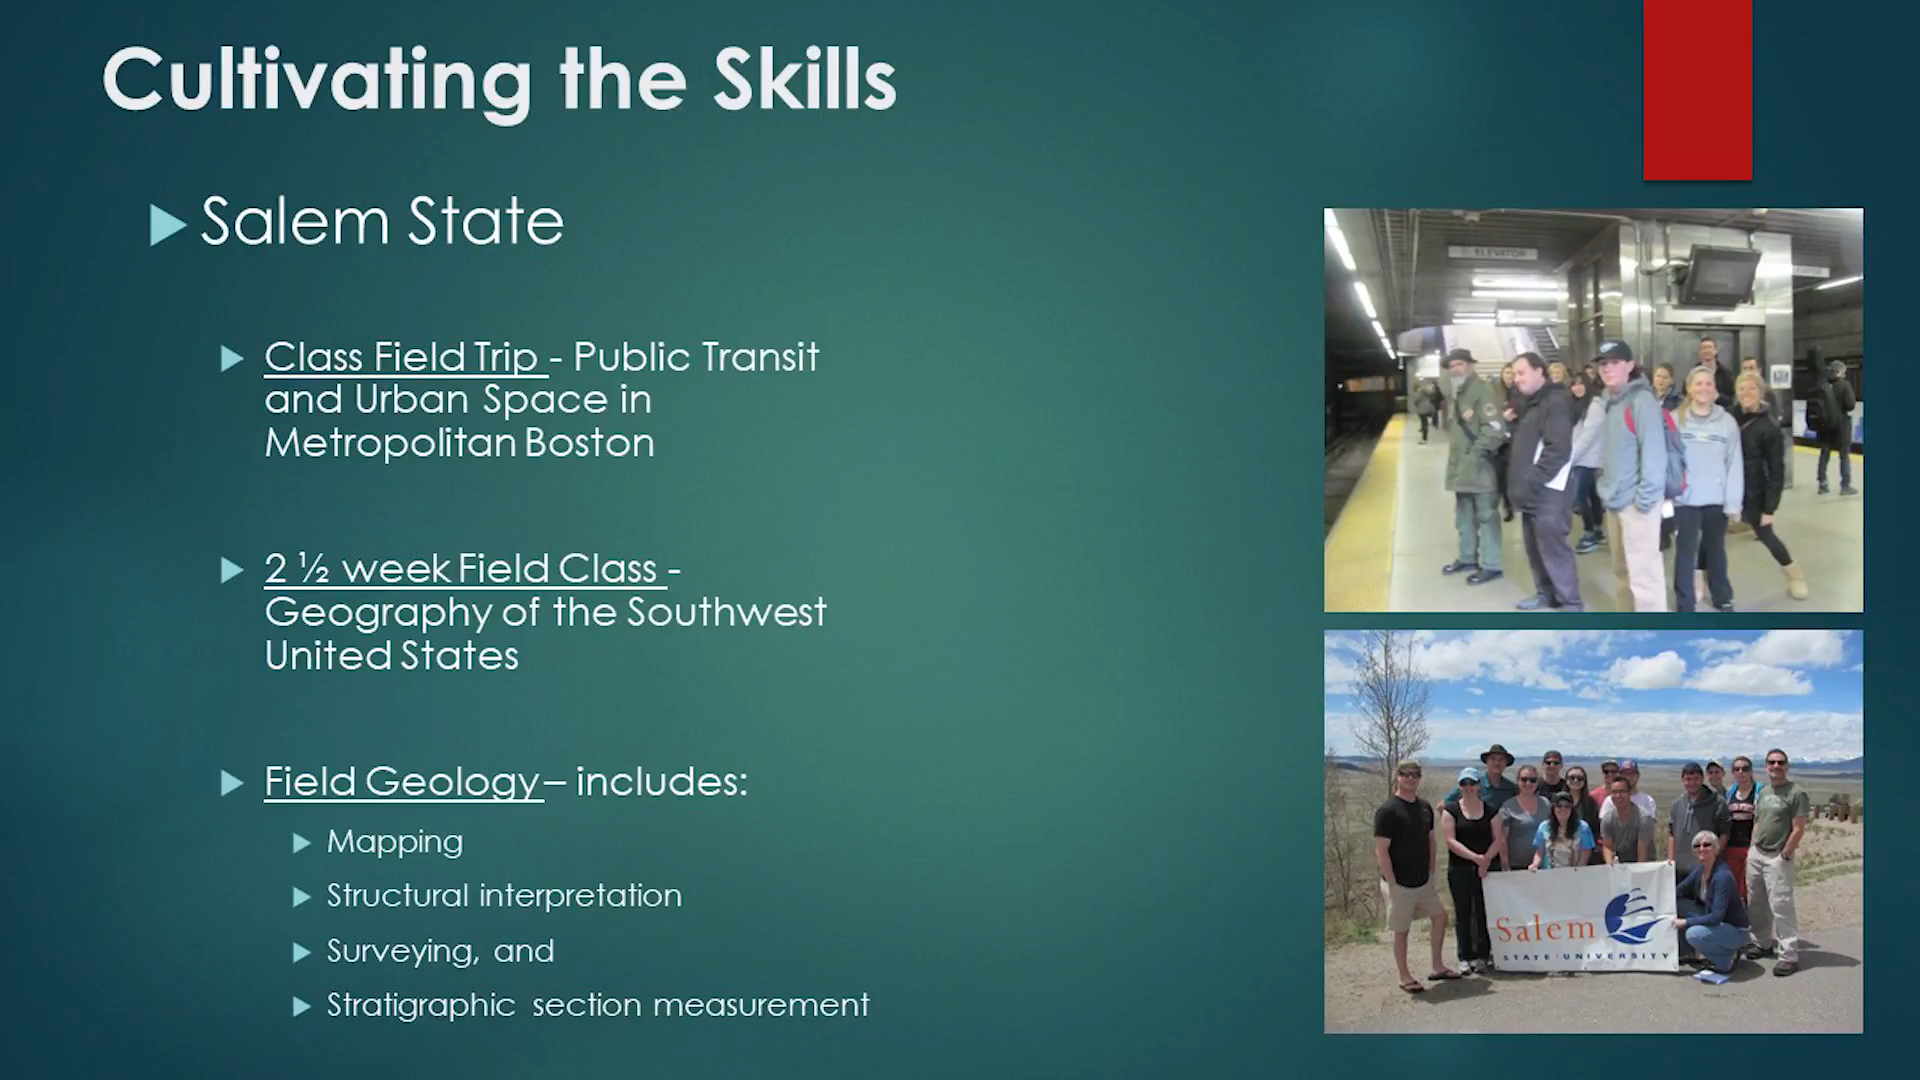 Cultivating the Skills
Salem State
Class Field Trip - Public Transit
and Urban Space in
Metropolitan Boston
2 ½ week Field Class -
Geography of the Southwest
United States
Field Geology – includes:
Mapping
Structural interpretation
Surveying, and
Stratigraphic section measurement
ELEVATOR
Salem
STATE UNIVERSITY